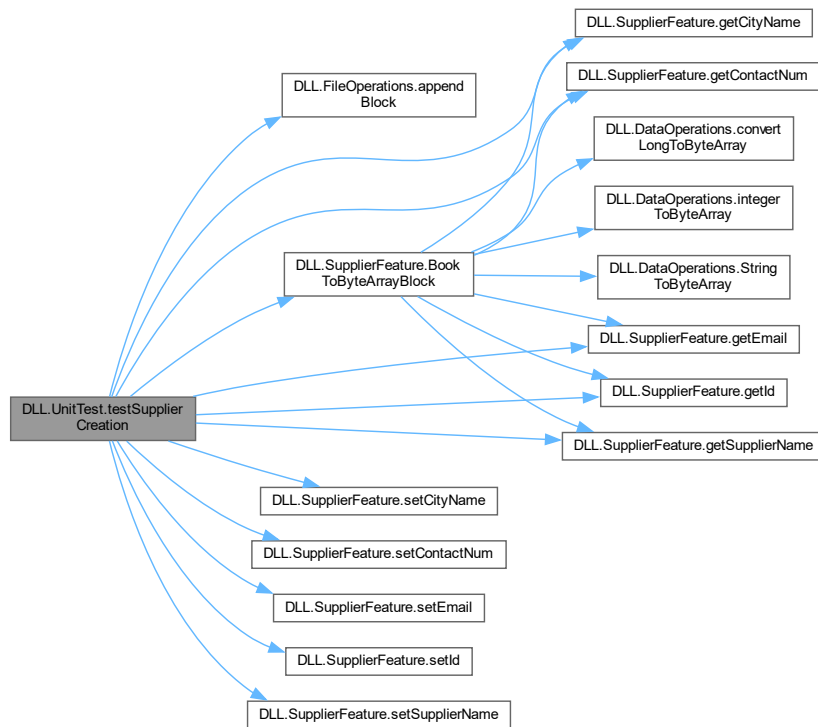 DLL.SupplierFeature.getCityName
DLL.SupplierFeature.getContactNum
DLL.FileOperations.append
Block
DLL.DataOperations.convert
LongToByteArray
DLL.DataOperations.integer
ToByteArray
DLL.SupplierFeature.Book
ToByteArrayBlock
DLL.DataOperations.String
ToByteArray
DLL.SupplierFeature.getEmail
DLL.SupplierFeature.getId
DLL.UnitTest.testSupplier
Creation
DLL.SupplierFeature.getSupplierName
DLL.SupplierFeature.setCityName
DLL.SupplierFeature.setContactNum
DLL.SupplierFeature.setEmail
DLL.SupplierFeature.setId
DLL.SupplierFeature.setSupplierName